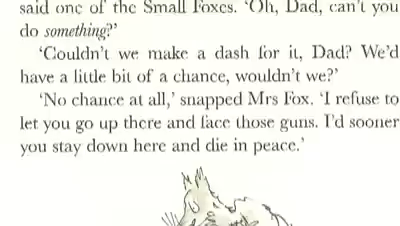 said one of the Small Foxes. ‘Oh, Dad, can't you
do something?’
‘Couldn't we make a dash for it, Dad? We'd
have a little bit of a chance, wouldn't we?’
‘No chance at all,’ snapped Mrs Fox. ‘I refuse to
let you go up there and face those guns. I'd sooner
you stay down here and die in peace.’